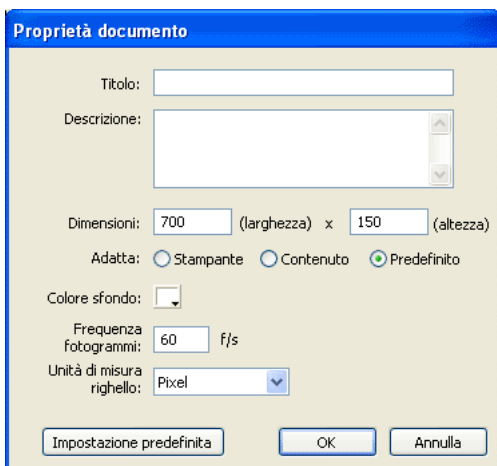 Proprietà documento
Titolo:
Descrizione:
Dimensioni: 700 (larghezza) x 150 (altezza)
Adatta: Stampante Contenuto Predefinito
Colore sfondo:
Frequenza
fotogrammi: 60 f/s
Unità di misura
righello: Pixel
Impostazione predefinita OK Annulla